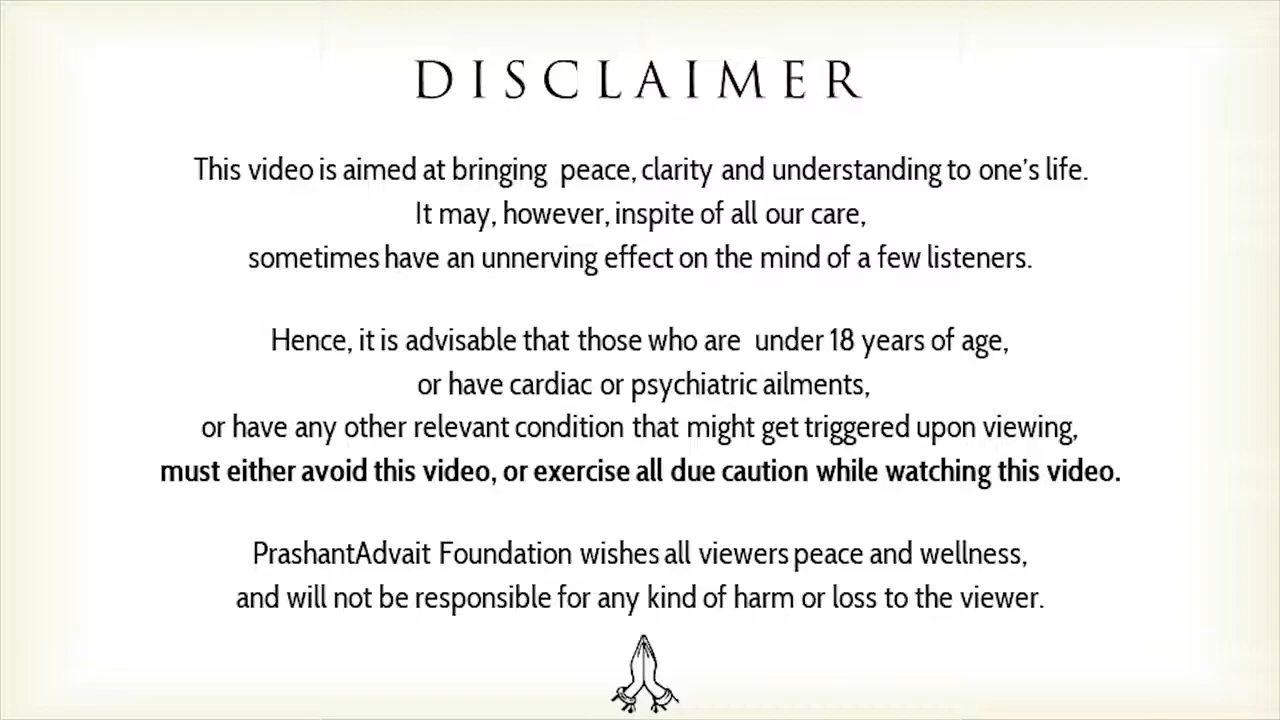 DISCLAIMER
This video is aimed at bringing peace, clarity and understanding to one's life.
It may, however, inspite of all our care,
sometimes have an unnerving effect on the mind of a few listeners.
Hence, it is advisable that those who are under 18 years of age,
or have cardiac or psychiatric ailments,
or have any other relevant condition that might get triggered upon viewing,
must either avoid this video, or exercise all due caution while watching this video.
PrashantAdvait Foundation wishes all viewers peace and wellness,
and will not be responsible for any kind of harm or loss to the viewer.